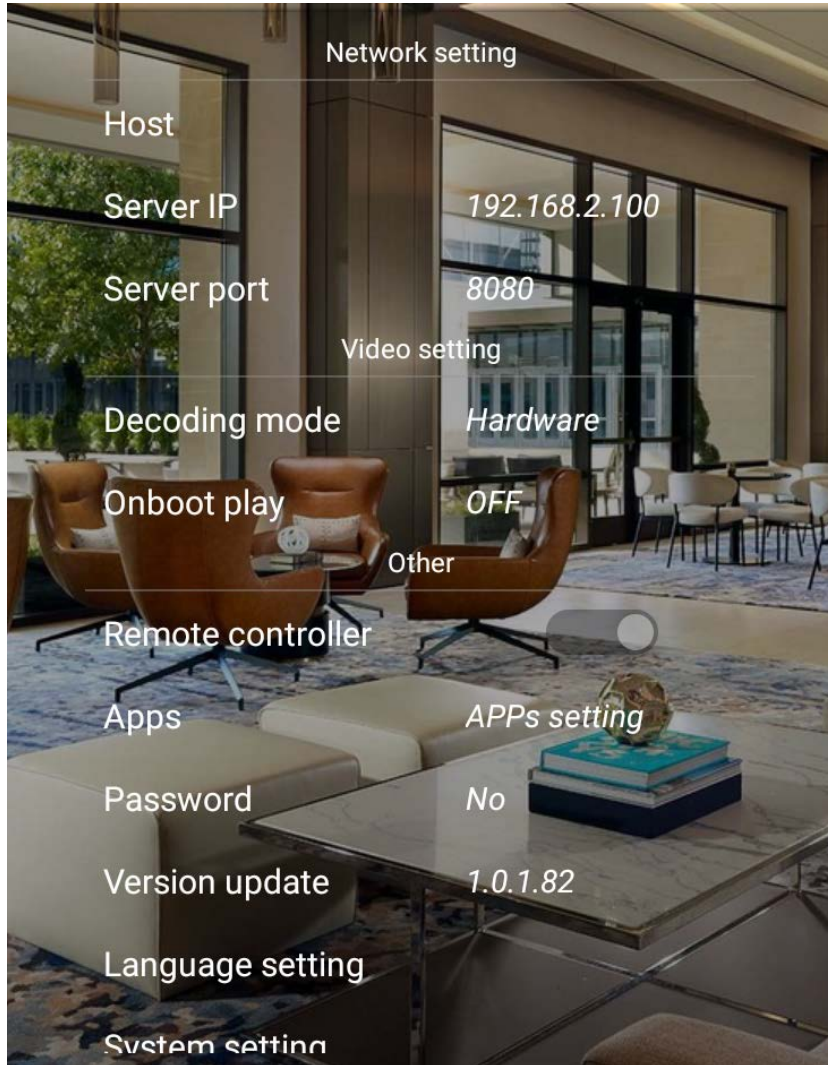 Network setting
Host
Server IP 192.168.2.100
Server port 8080
Video setting
Decoding mode Hardware
Onboot play OFF
Other
Remote controller
Apps APPs setting
Password No
Version update 1.0.1.82
Language setting
System setting